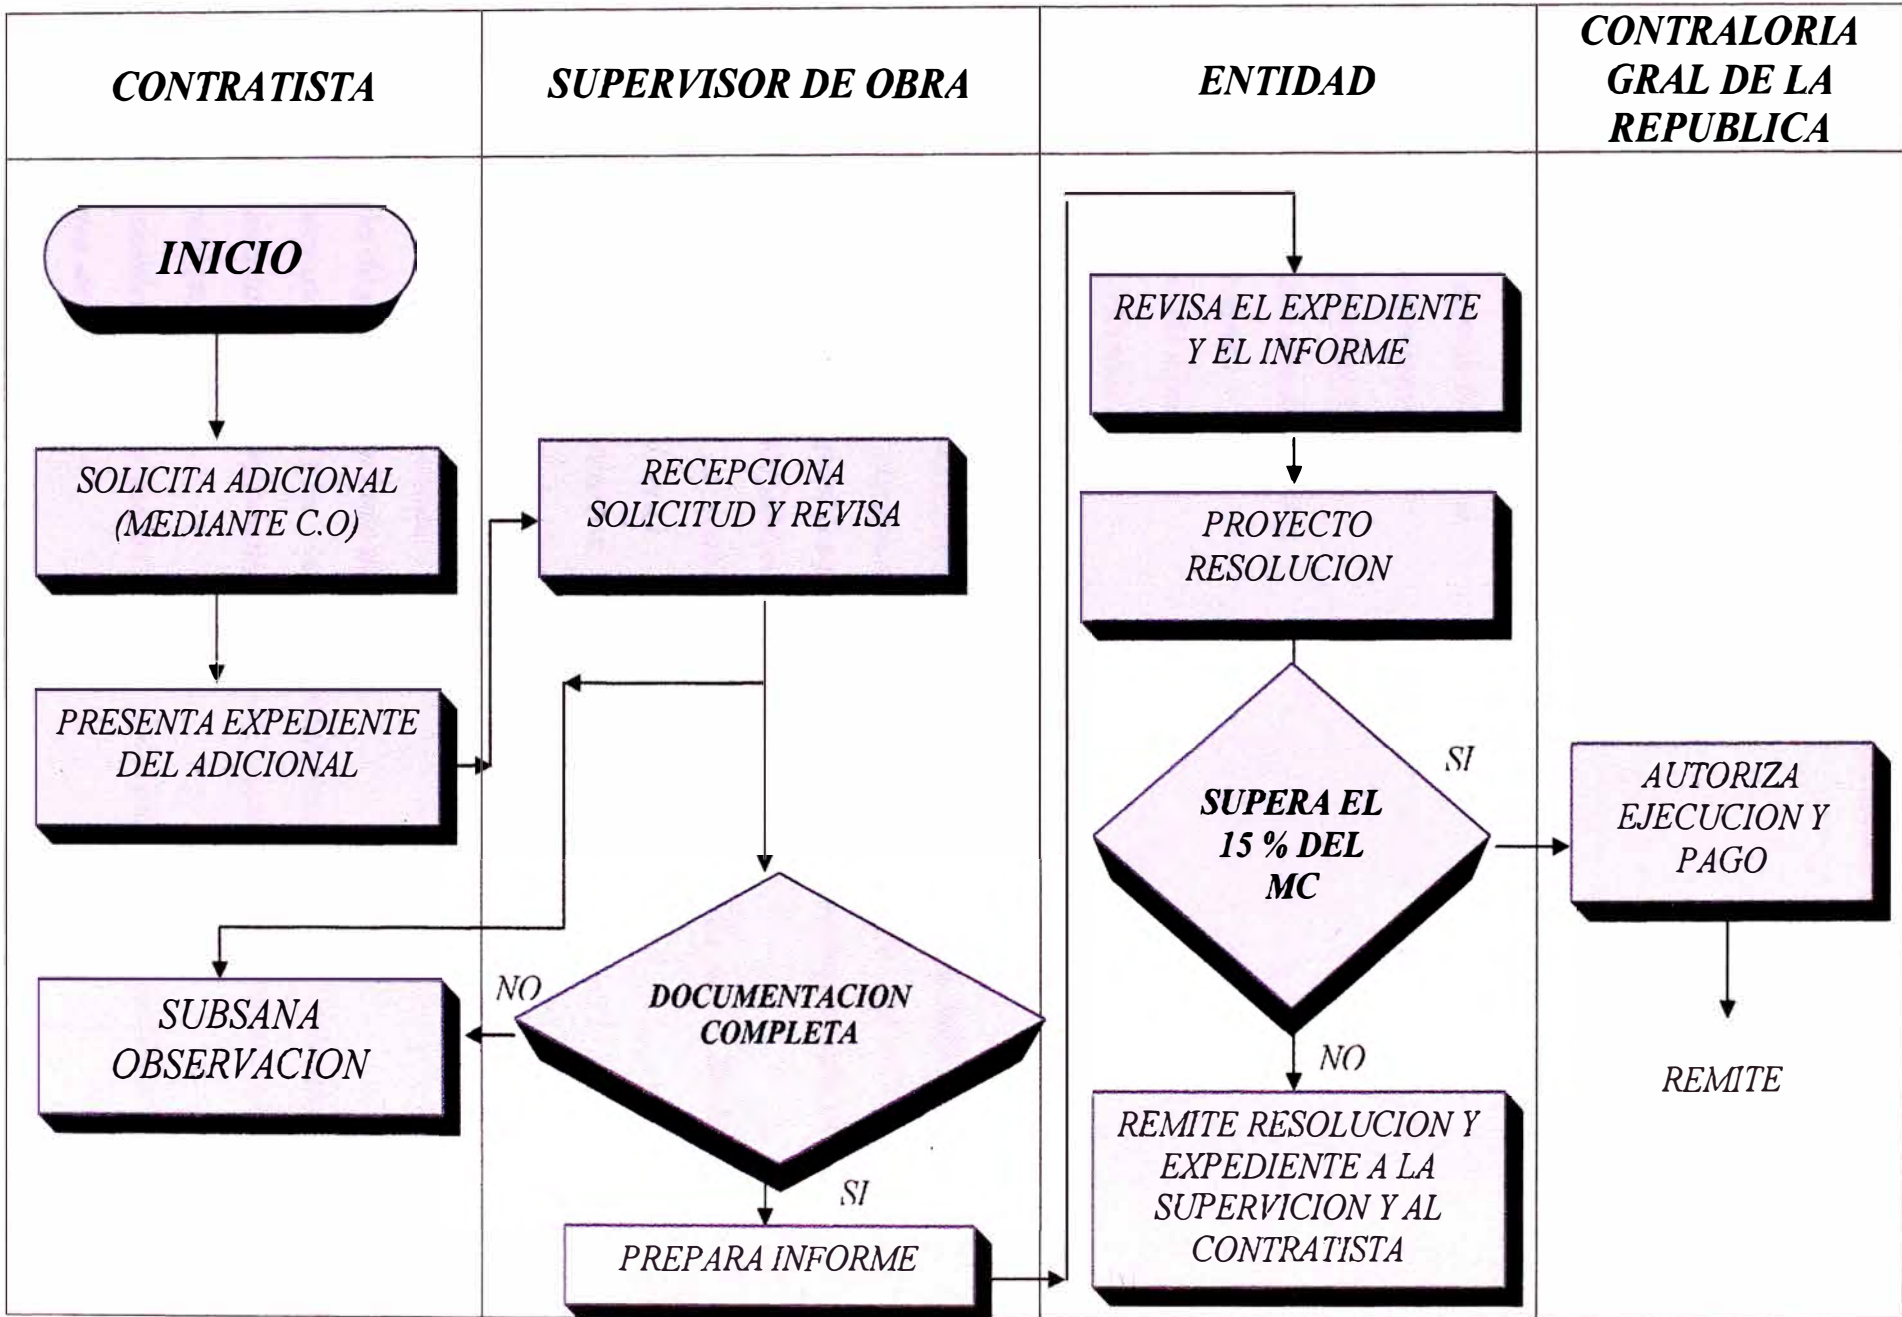 CONTRATISTA
SUPERVISOR DE OBRA
ENTIDAD
CONTRALORIA
GRAL DE LA
REPUBLICA
INICIO
SOLICITA ADICIONAL
(MEDIANTE C.O)
PRESENTA EXPEDIENTE
DEL ADICIONAL
SUBSANA
OBSERVACION
RECEPCIONA
SOLICITUD Y REVISA
NO
DOCUMENTACION
COMPLETA
SI
PREPARA INFORME
REVISA EL EXPEDIENTE
Y EL INFORME
PROYECTO
RESOLUCION
SUPERA EL
15 % DEL
MC
SI
NO
REMITE RESOLUCION Y
EXPEDIENTE A LA
SUPERVICION Y AL
CONTRATISTA
AUTORIZA
EJECUCION Y
PAGO
REMITE